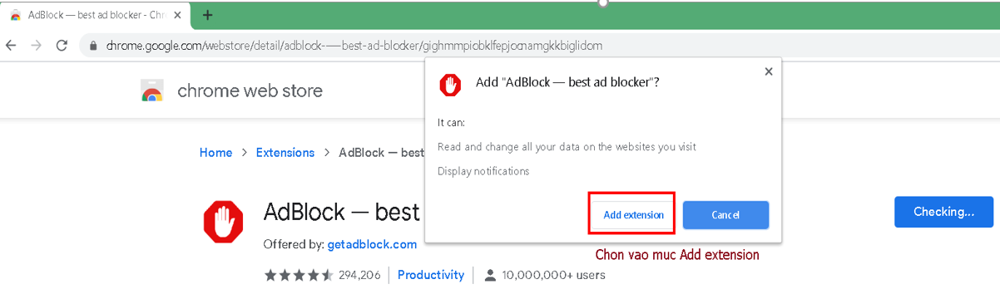 AdBlock — best ad blocker - Chr
chrome.google.com/webstore/detail/adblock-—-best-ad-blocker/gighmmpiobklfepjocnamgkkbiglidom
chrome web store
Add "AdBlock — best ad blocker"?
It can:
Read and change all your data on the websites you visit
Display notifications
Add extension
Cancel
Home > Extensions > AdBlock — best
AdBlock — best
Checking...
Offered by: getadblock.com
Chon vao muc Add extension
294,206 Productivity 10,000,000+ users